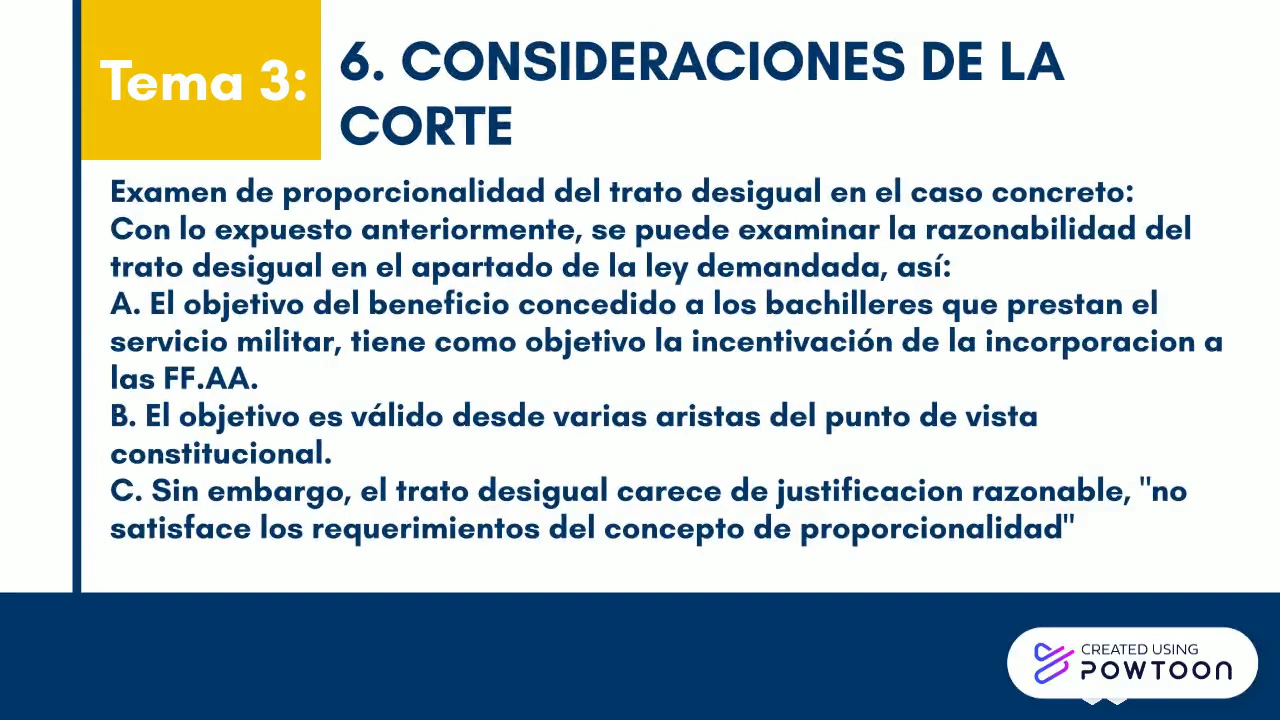 Tema 3:
6. CONSIDERACIONES DE LA
CORTE
Examen de proporcionalidad del trato desigual en el caso concreto:
Con lo expuesto anteriormente, se puede examinar la razonabilidad del
trato desigual en el apartado de la ley demandada, así:
A. El objetivo del beneficio concedido a los bachilleres que prestan el
servicio militar, tiene como objetivo la incentivación de la incorporacion a
las FF.AA.
B. El objetivo es válido desde varias aristas del punto de vista
constitucional.
C. Sin embargo, el trato desigual carece de justificacion razonable, "no
satisface los requerimientos del concepto de proporcionalidad"
CREATED USING
POWTOON